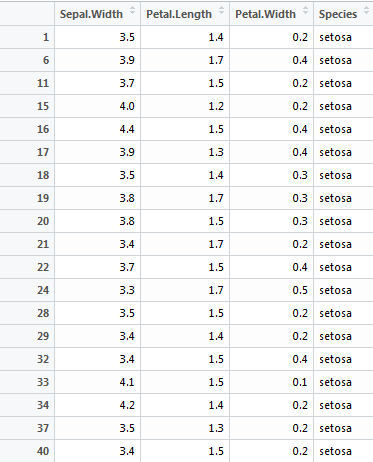 Sepal.Width Petal.Length Petal.Width Species
1 3.5 1.4 0.2 setosa
6 3.9 1.7 0.4 setosa
11 3.7 1.5 0.2 setosa
15 4.0 1.2 0.2 setosa
16 4.4 1.5 0.4 setosa
17 3.9 1.3 0.4 setosa
18 3.5 1.4 0.3 setosa
19 3.8 1.7 0.3 setosa
20 3.8 1.5 0.3 setosa
21 3.4 1.7 0.2 setosa
22 3.7 1.5 0.4 setosa
24 3.3 1.7 0.5 setosa
28 3.5 1.5 0.2 setosa
29 3.4 1.4 0.2 setosa
32 3.4 1.5 0.4 setosa
33 4.1 1.5 0.1 setosa
34 4.2 1.4 0.2 setosa
37 3.5 1.3 0.2 setosa
40 3.4 1.5 0.2 setosa